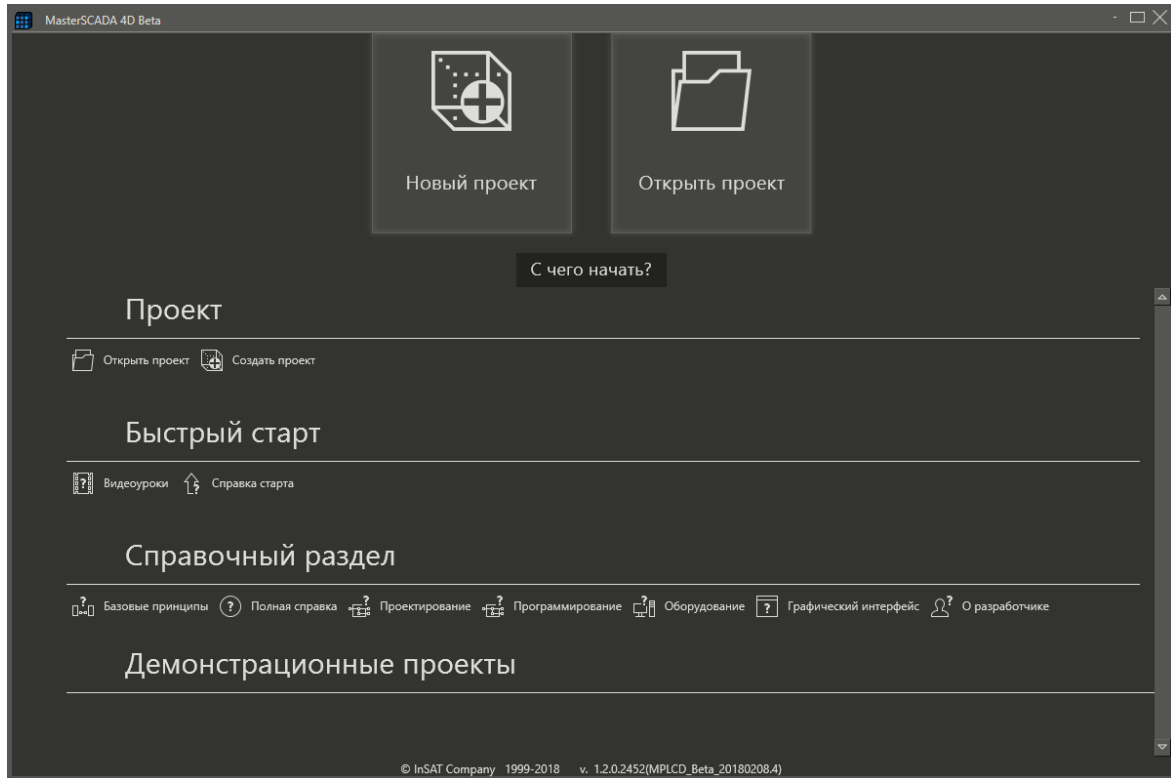 MasterSCADA 4D Beta
Новый проект
Открыть проект
С чего начать?
Проект
Открыть проект Создать проект
Быстрый старт
Видеоуроки Справка старта
Справочный раздел
Базовые принципы Полная справка Проектирование Программирование Оборудование Графический интерфейс О разработчике
Демонстрационные проекты
© InSAT Company 1999-2018 v. 1.2.0.2452(MPLCD_Beta_20180208.4)